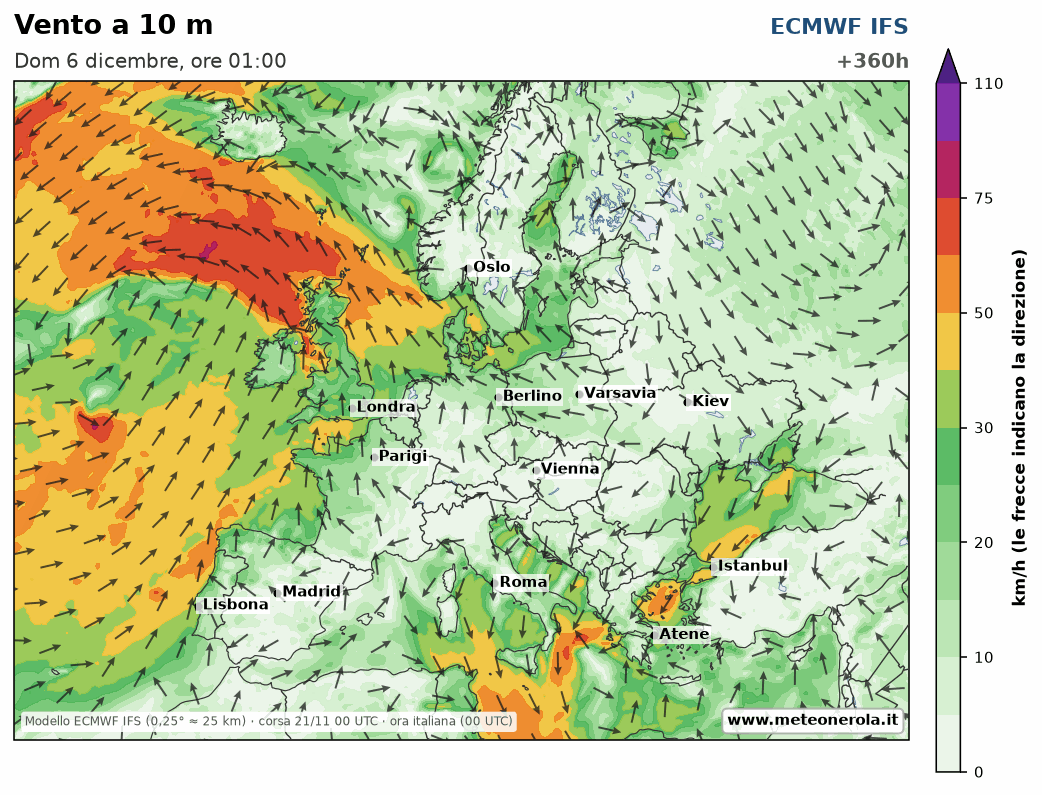 Vento a 10 m
ECMWF IFS
Dom 6 dicembre, ore 01:00
+360h
110
75
50
30
20
10
0
km/h (le frecce indicano la direzione)
Oslo
Berlino
Varsavia
Kiev
Londra
Parigi
Vienna
Istanbul
Roma
Madrid
Lisbona
Atene
Modello ECMWF IFS (0,25° ≈ 25 km) · corsa 21/11 00 UTC · ora italiana (00 UTC)
www.meteonerola.it